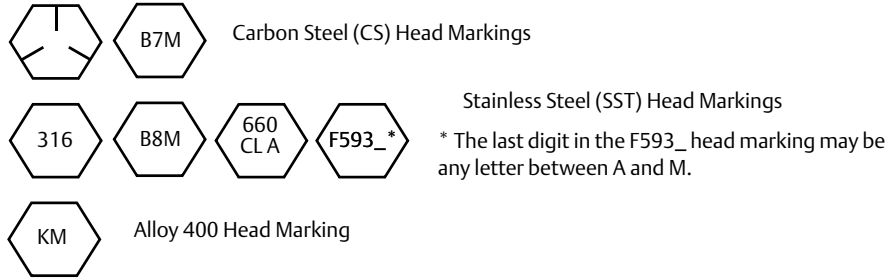 B7M Carbon Steel (CS) Head Markings
Stainless Steel (SST) Head Markings
316 B8M 660 CL A F593_*
* The last digit in the F593_ head marking may be
any letter between A and M.
KM Alloy 400 Head Marking